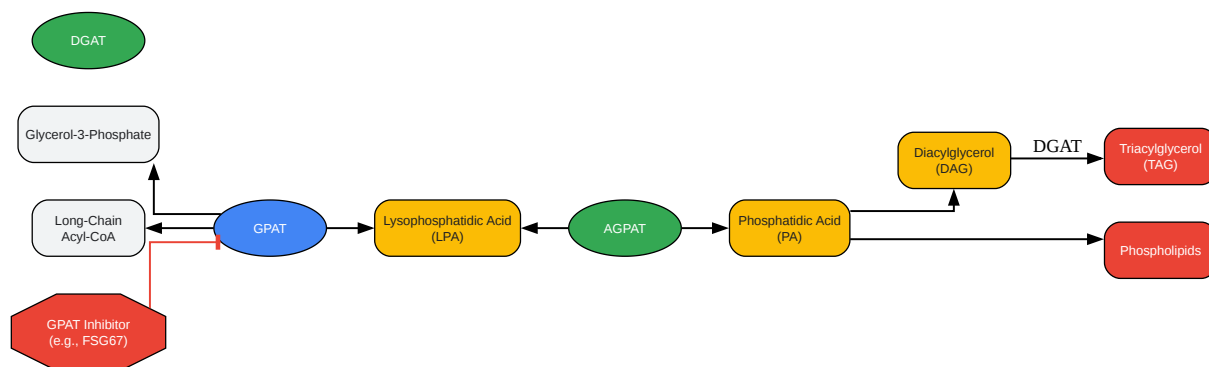 DGAT
Glycerol-3-Phosphate
Long-Chain
Acyl-CoA
GPAT Inhibitor
(e.g., FSG67)
GPAT
Lysophosphatidic Acid
(LPA)
AGPAT
Phosphatidic Acid
(PA)
Diacylglycerol
(DAG)
DGAT
Triacylglycerol
(TAG)
Phospholipids